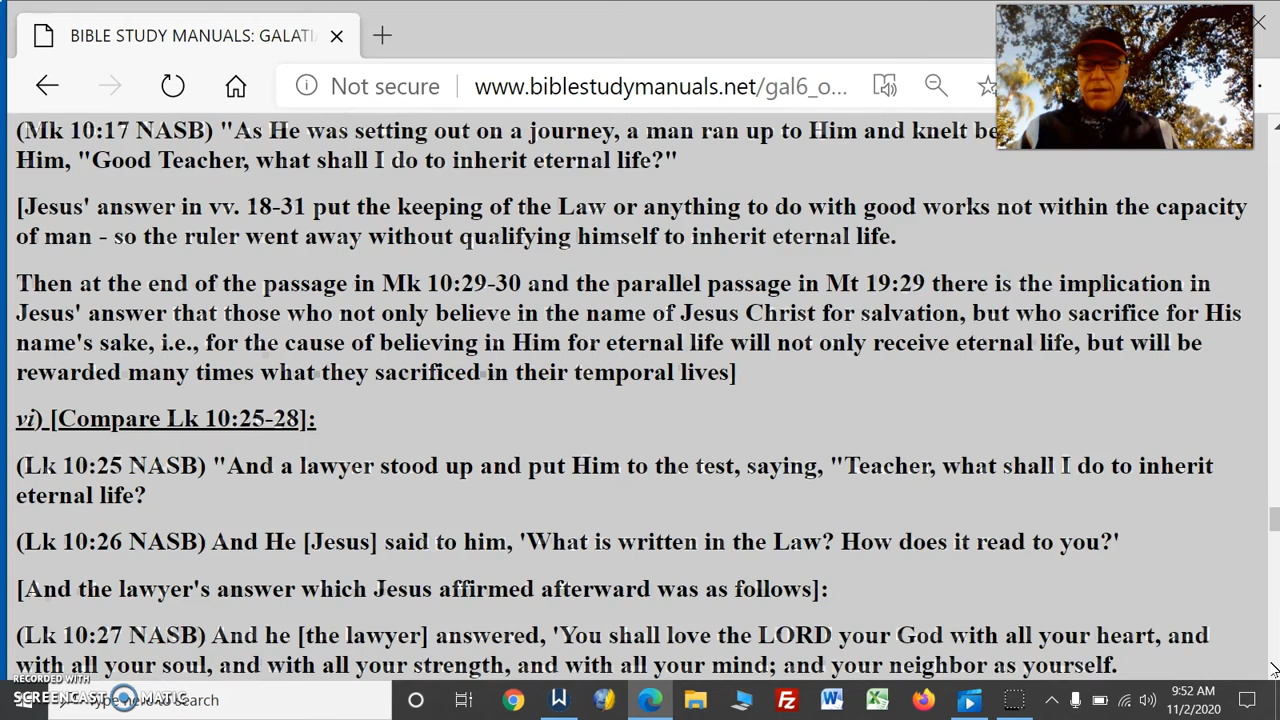 BIBLE STUDY MANUALS: GALATI
Not secure
www.biblestudymanuals.net/gal6_o...
(Mk 10:17 NASB) "As He was setting out on a journey, a man ran up to Him and knelt be
Him, "Good Teacher, what shall I do to inherit eternal life?"
[Jesus' answer in vv. 18-31 put the keeping of the Law or anything to do with good works not within the capacity
of man - so the ruler went away without qualifying himself to inherit eternal life.
Then at the end of the passage in Mk 10:29-30 and the parallel passage in Mt 19:29 there is the implication in
Jesus' answer that those who not only believe in the name of Jesus Christ for salvation, but who sacrifice for His
name's sake, i.e., for the cause of believing in Him for eternal life will not only receive eternal life, but will be
rewarded many times what they sacrificed in their temporal lives]
vi) [Compare Lk 10:25-28]:
(Lk 10:25 NASB) "And a lawyer stood up and put Him to the test, saying, "Teacher, what shall I do to inherit
eternal life?
(Lk 10:26 NASB) And He [Jesus] said to him, 'What is written in the Law? How does it read to you?'
[And the lawyer's answer which Jesus affirmed afterward was as follows]:
(Lk 10:27 NASB) And he [the lawyer] answered, 'You shall love the LORD your God with all your heart, and
with all your soul, and with all your strength, and with all your mind; and your neighbor as yourself.
RECORDED WITH
SCREENCAST MATIC
Type here to search
9:52 AM
11/2/2020